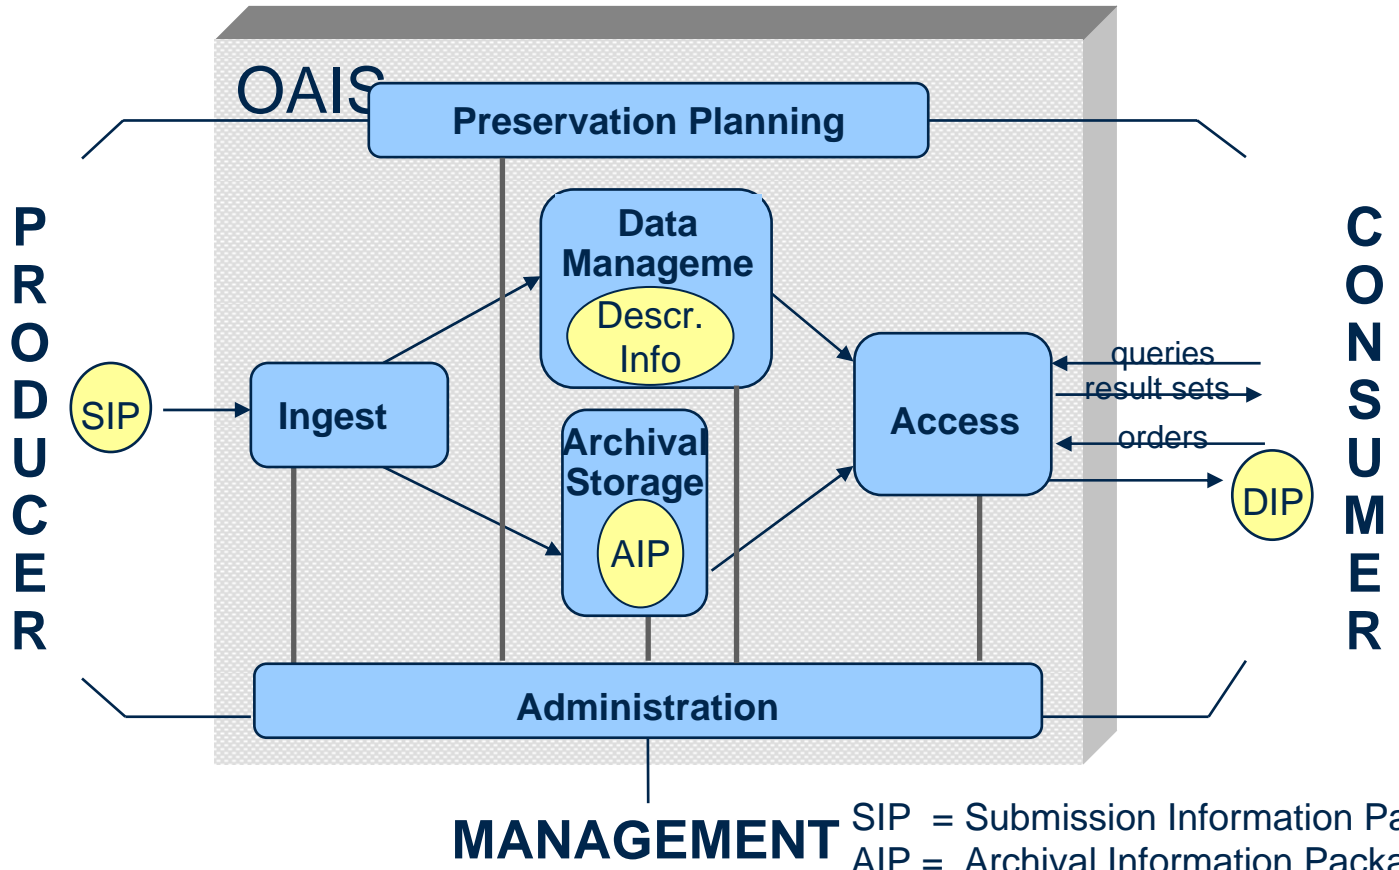 OAIS
Preservation Planning
PRODUCER
CONSUMER
Data
Manageme
Descr.
Info
SIP
Ingest
Archival
Storage
AIP
Access
queries
result sets
orders
DIP
Administration
MANAGEMENT
SIP = Submission Information Pa
AIP = Archival Information Packa